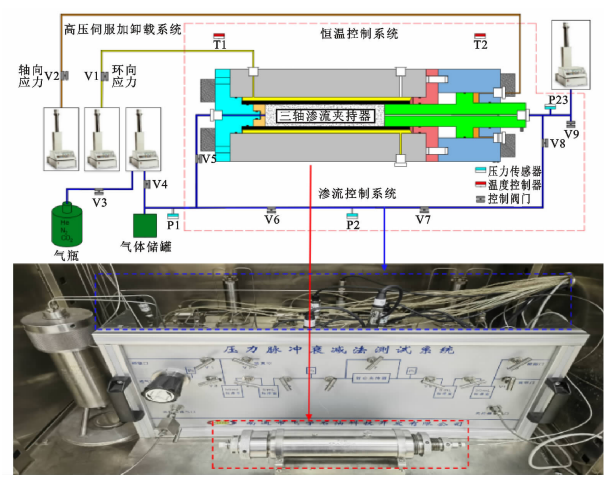 高压伺服加卸载系统
T1
恒温控制系统
T2
轴向应力 V2
V1 环向应力
三轴渗流夹持器
P23
V9
V8
V5
V4
V3
压力传感器
温度控制器
控制阀门
渗流控制系统
He
N₂
CO₂
气瓶
气体储罐
P1
V6
P2
V7
压力脉冲衰减法测试系统